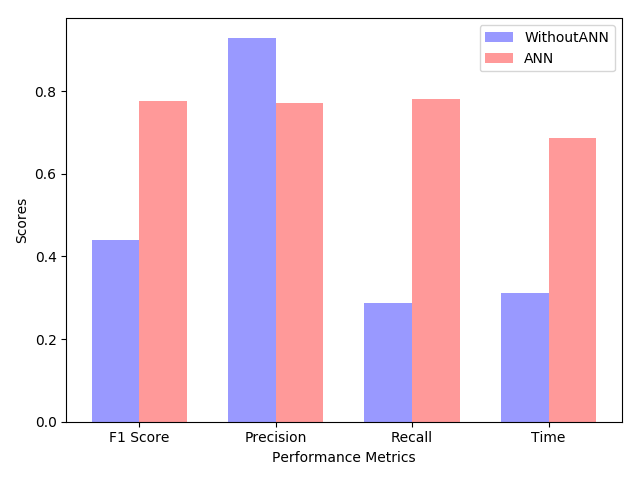 WithoutANN
ANN
Scores
0.8
0.6
0.4
0.2
0.0
F1 Score Precision Recall Time
Performance Metrics